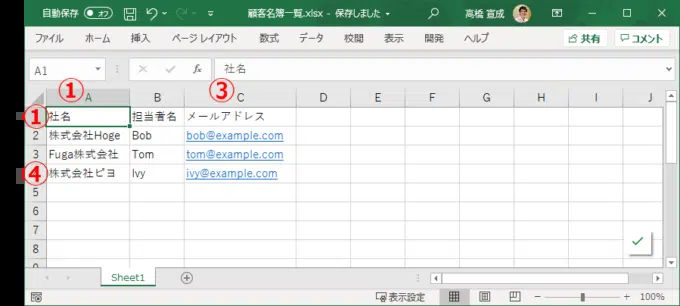 自動保存 オフ 顧客名簿一覧.xlsx - 保存しました 高橋 宣成
ファイル ホーム 挿入 ページ レイアウト 数式 データ 校閲 表示 開発 ヘルプ 共有 コメント
A1 fx 社名
① ③
A B C D E F G H I J
① 社名 担当者名 メールアドレス
2 株式会社Hoge Bob bob@example.com
3 Fuga株式会社 Tom tom@example.com
④ 株式会社ピヨ Ivy ivy@example.com
5
6
7
8
9
Sheet1
表示設定 100%